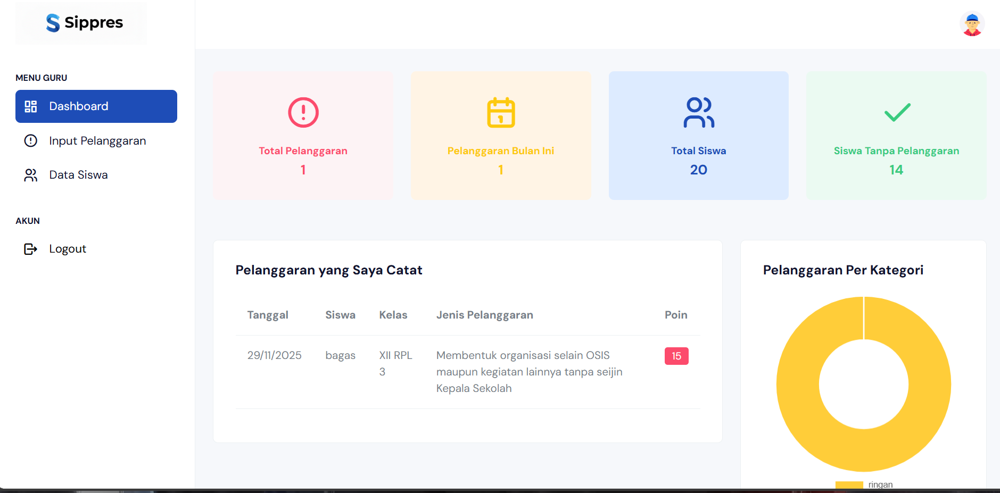 Sippres
MENU GURU
Dashboard
Input Pelanggaran
Data Siswa
AKUN
Logout
Total Pelanggaran
1
1
Pelanggaran Bulan Ini
1
Total Siswa
20
Siswa Tanpa Pelanggaran
14
Pelanggaran yang Saya Catat
Tanggal Siswa Kelas Jenis Pelanggaran Poin
29/11/2025 bagas XII RPL Membentuk organisasi selain OSIS 15
3 maupun kegiatan lainnya tanpa seijin
Kepala Sekolah
Pelanggaran Per Kategori
ringan